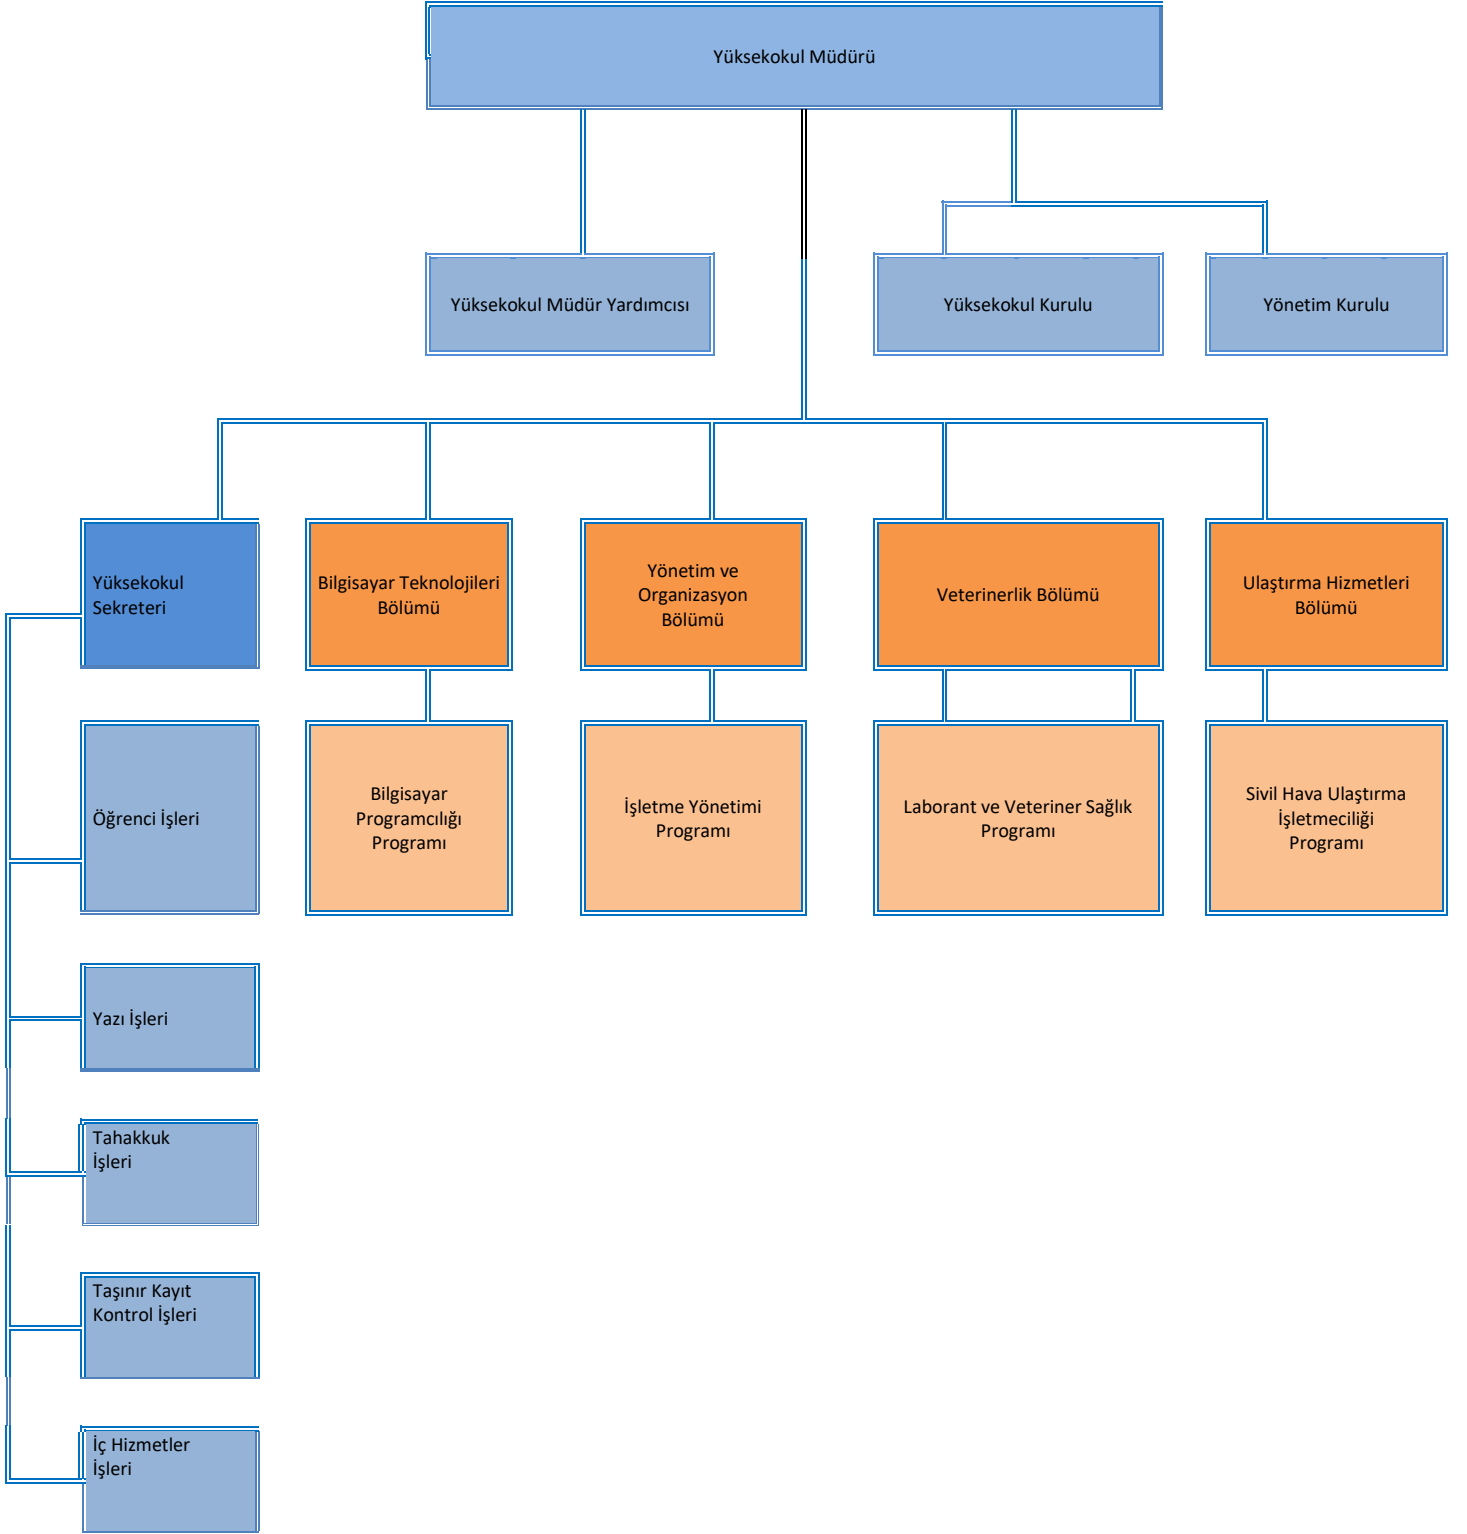 Yüksekokul Müdürü
Yüksekokul Müdür Yardımcısı
Yüksekokul Kurulu
Yönetim Kurulu
Yüksekokul
Sekreteri
Bilgisayar Teknolojileri
Bölümü
Yönetim ve
Organizasyon
Bölümü
Veterinerlik Bölümü
Ulaştırma Hizmetleri
Bölümü
Öğrenci İşleri
Bilgisayar
Programcılığı
Programı
İşletme Yönetimi
Programı
Laborant ve Veteriner Sağlık
Programı
Sivil Hava Ulaştırma
İşletmeciliği
Programı
Yazı İşleri
Tahakkuk
İşleri
Taşınır Kayıt
Kontrol İşleri
İç Hizmetler
İşleri